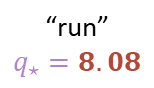 “run”
q⋆ = 8.08